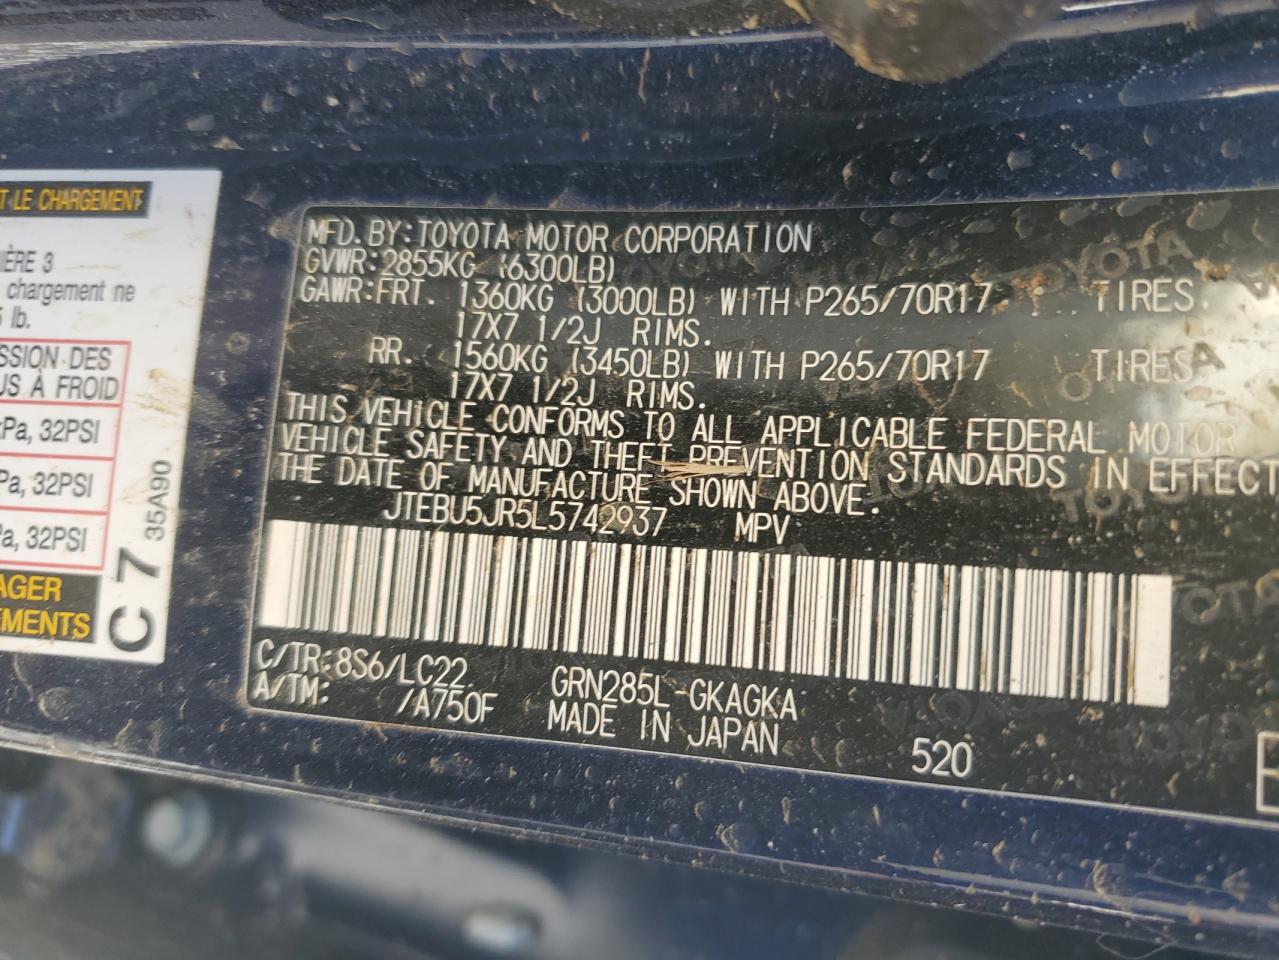 T LE CHARGEMENT
IÈRE 3
chargement ne
lb.
SSION DES
US À FROID
kPa, 32PSI
Pa, 32PSI
Pa, 32PSI
AGER
EMENTS
C 7
35A90
MFD. BY: TOYOTA MOTOR CORPORATION
GVWR: 2855KG (6300LB)
GAWR: FRT. 1360KG (3000LB) WITH P265/70R17 TIRES.
17X7 1/2J RIMS.
RR. 1560KG (3450LB) WITH P265/70R17 TIRES
17X7 1/2J RIMS.
THIS VEHICLE CONFORMS TO ALL APPLICABLE FEDERAL MOTOR
VEHICLE SAFETY AND THEFT PREVENTION STANDARDS IN EFFECT
THE DATE OF MANUFACTURE SHOWN ABOVE.
JTEBU5JR5L5742937 MPV
C/TR: 8S6/LC22 GRN285L-GKAGKA
A/TM: /A750F MADE IN JAPAN
520